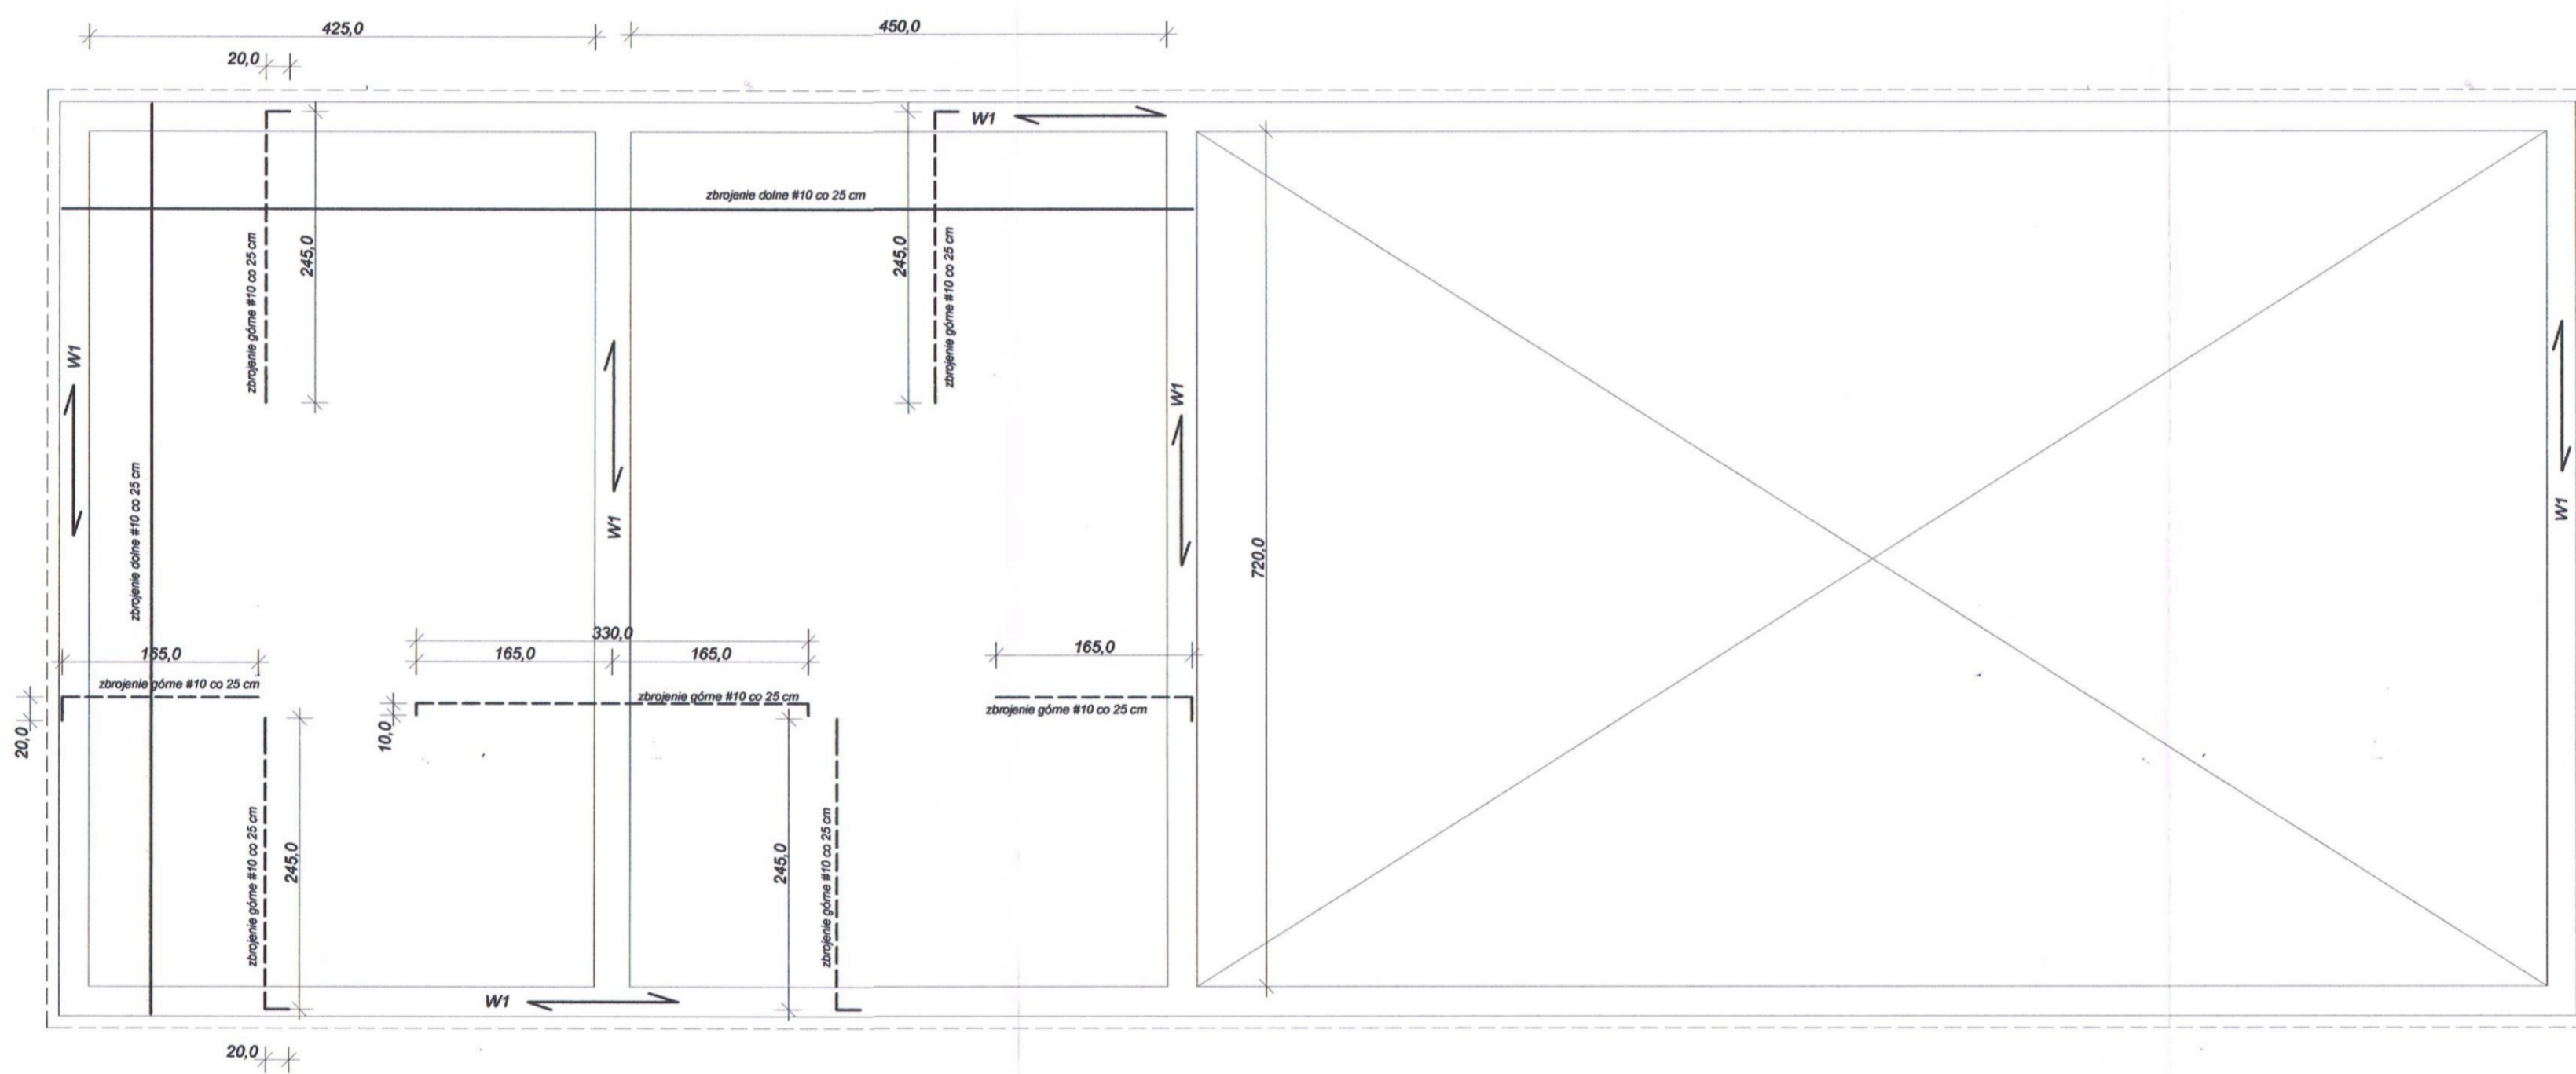 425,0
450,0
20,0
W1
zbrojenie dolne #10 co 25 cm
zbrojenie górne #10 co 25 cm
245,0
245,0
zbrojenie górne #10 co 25 cm
W1
W1
W1
W1
zbrojenie dolne #10 co 25 cm
720,0
330,0
165,0
165,0
165,0
165,0
zbrojenie górne #10 co 25 cm
zbrojenie górne #10 co 25 cm
zbrojenie górne #10 co 25 cm
20,0
10,0
zbrojenie górne #10 co 25 cm
245,0
245,0
zbrojenie górne #10 co 25 cm
W1
20,0